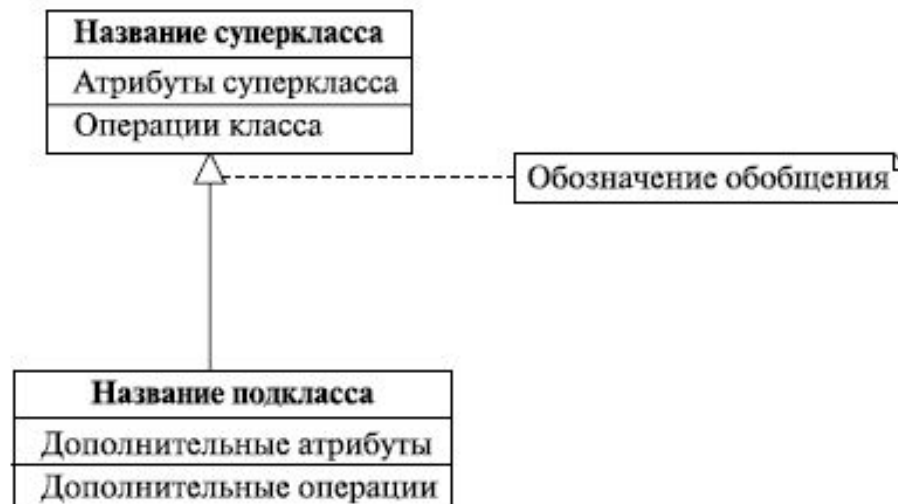 Название суперкласса
Атрибуты суперкласса
Операции класса
Обозначение обобщения
Название подкласса
Дополнительные атрибуты
Дополнительные операции